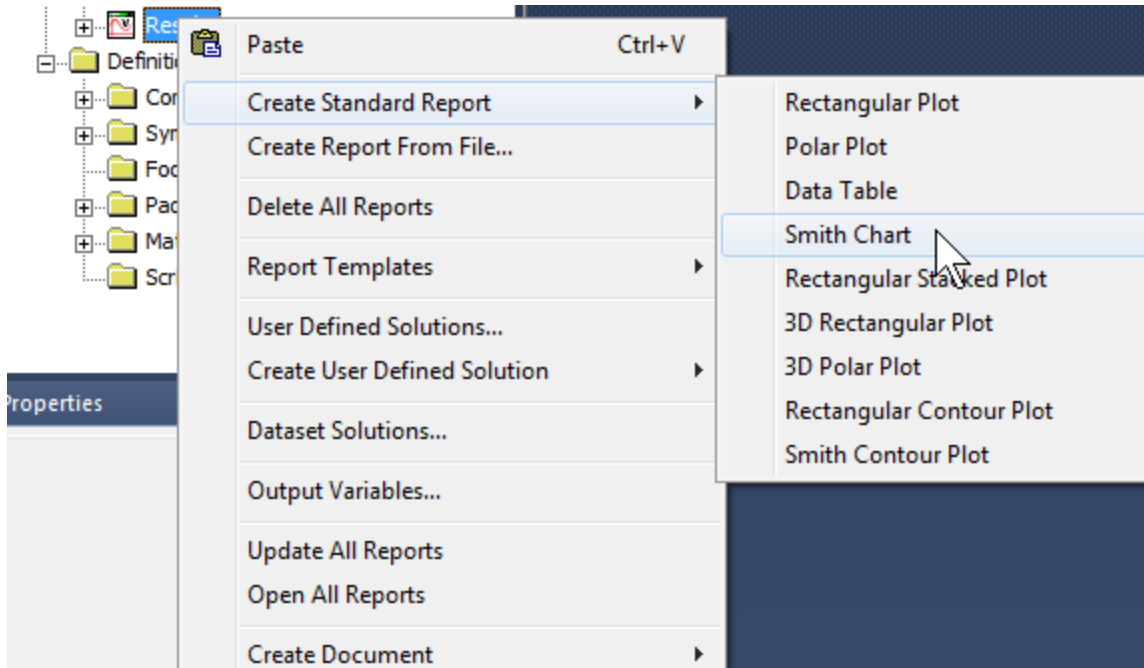 Paste Ctrl+V
Create Standard Report
Create Report From File...
Delete All Reports
Report Templates
User Defined Solutions...
Create User Defined Solution
Dataset Solutions...
Output Variables...
Update All Reports
Open All Reports
Create Document
Rectangular Plot
Polar Plot
Data Table
Smith Chart
Rectangular Stacked Plot
3D Rectangular Plot
3D Polar Plot
Rectangular Contour Plot
Smith Contour Plot
Properties